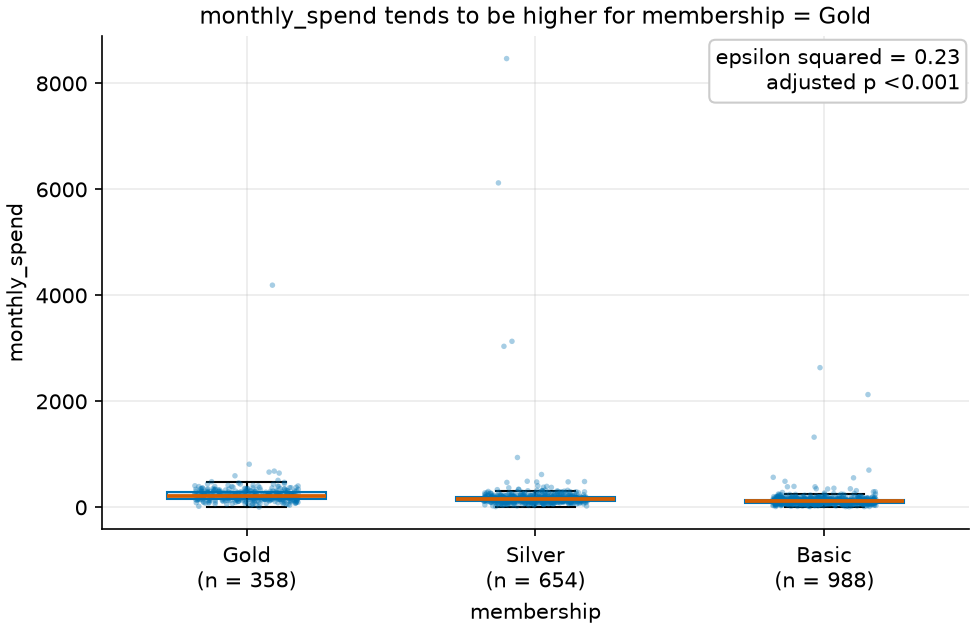 monthly_spend tends to be higher for membership = Gold
epsilon squared = 0.23
adjusted p <0.001
monthly_spend
8000
6000
4000
2000
0
Gold
(n = 358)
Silver
(n = 654)
Basic
(n = 988)
membership